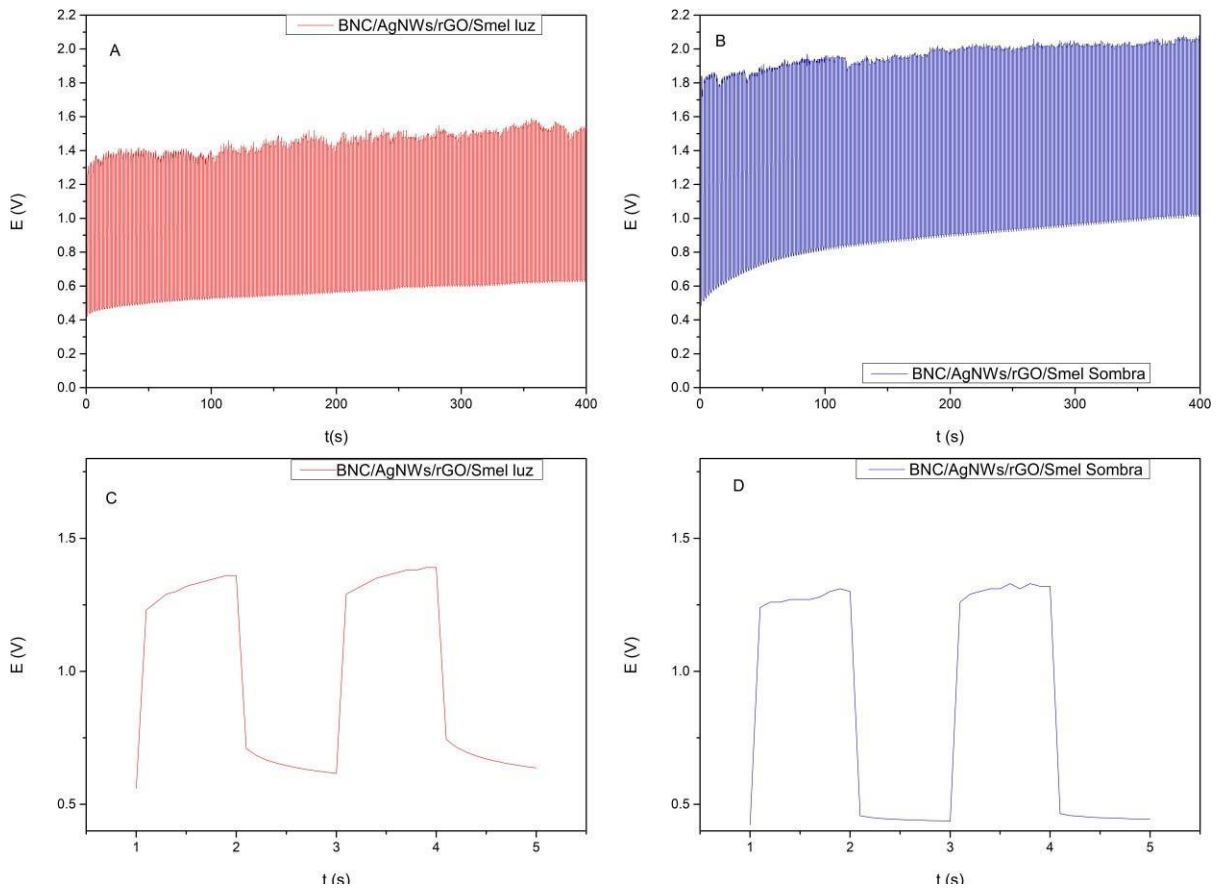 BNC/AgNWs/rGO/Smel luz
A
2.2
2.0
1.8
1.6
1.4
1.2
1.0
0.8
0.6
0.4
0.2
0.0
E (V)
0 100 200 300 400
t(s)
B
2.2
2.0
1.8
1.6
1.4
1.2
1.0
0.8
0.6
0.4
0.2
0.0
E (V)
BNC/AgNWs/rGO/Smel Sombra
0 100 200 300 400
t (s)
BNC/AgNWs/rGO/Smel luz
C
1.5
1.0
0.5
E (V)
1 2 3 4 5
t (s)
BNC/AgNWs/rGO/Smel Sombra
D
1.5
1.0
0.5
E (V)
1 2 3 4 5
t (s)